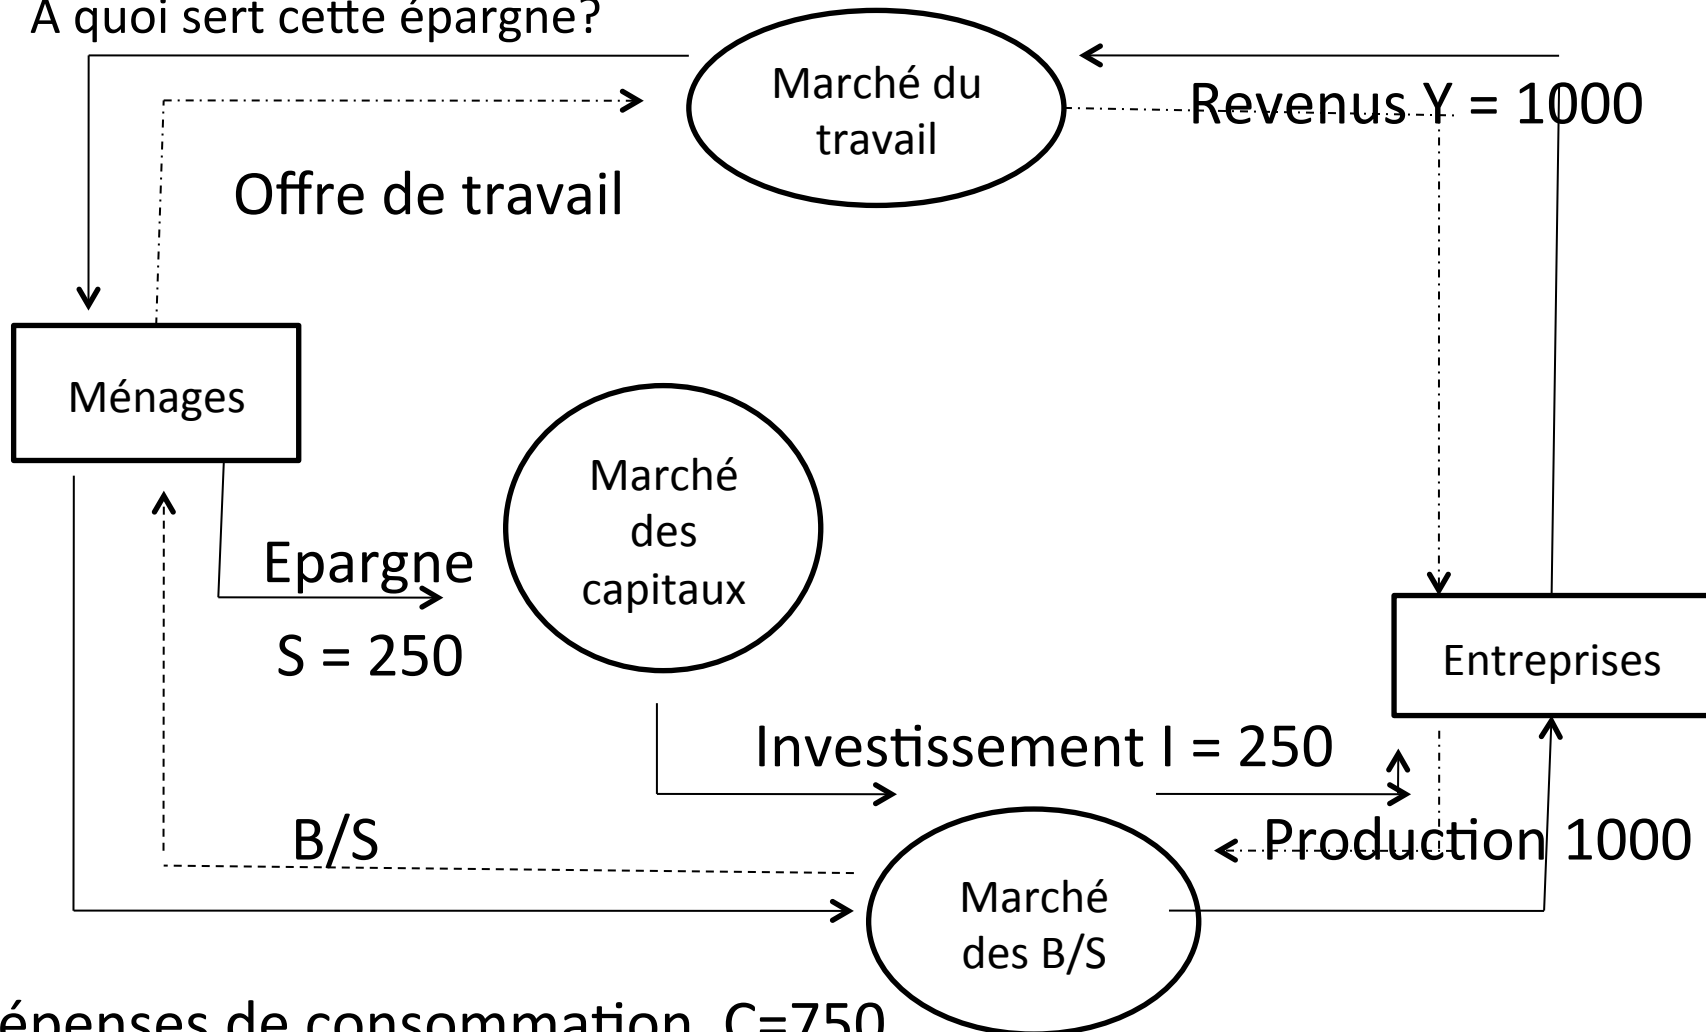 A quoi sert cette épargne?
Marché du
travail
Revenus Y = 1000
Offre de travail
Ménages
Marché
des
capitaux
Epargne
S = 250
Entreprises
Investissement I = 250
B/S
Production 1000
Marché
des B/S
épenses de consommation C=750